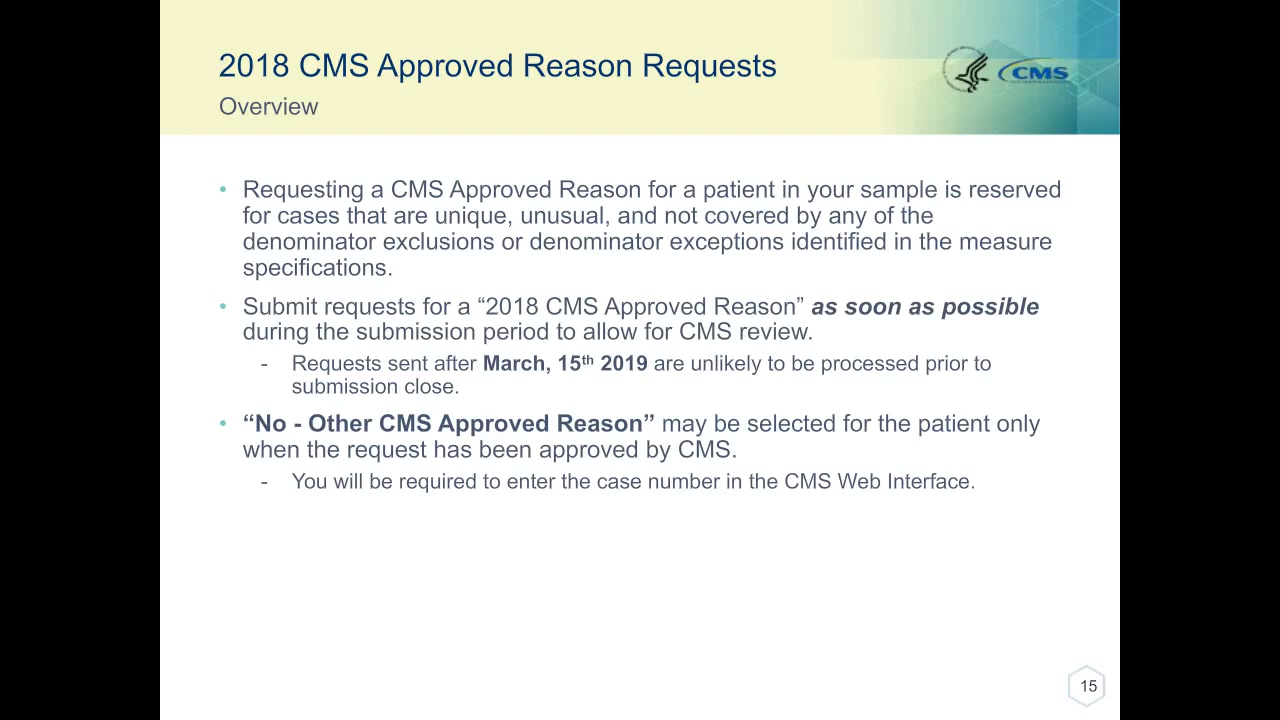 2018 CMS Approved Reason Requests
Overview
CMS
• Requesting a CMS Approved Reason for a patient in your sample is reserved
for cases that are unique, unusual, and not covered by any of the
denominator exclusions or denominator exceptions identified in the measure
specifications.
• Submit requests for a “2018 CMS Approved Reason” as soon as possible
during the submission period to allow for CMS review.
- Requests sent after March, 15th 2019 are unlikely to be processed prior to
submission close.
• “No - Other CMS Approved Reason” may be selected for the patient only
when the request has been approved by CMS.
- You will be required to enter the case number in the CMS Web Interface.
15